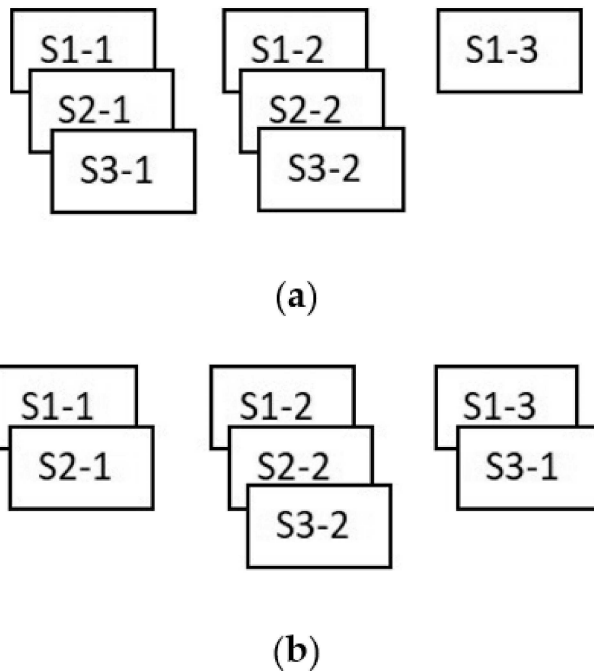 S1-1 S1-2 S1-3
S2-1 S2-2
S3-1 S3-2
(a)
S1-1 S1-2 S1-3
S2-1 S2-2 S3-1
S3-2
(b)